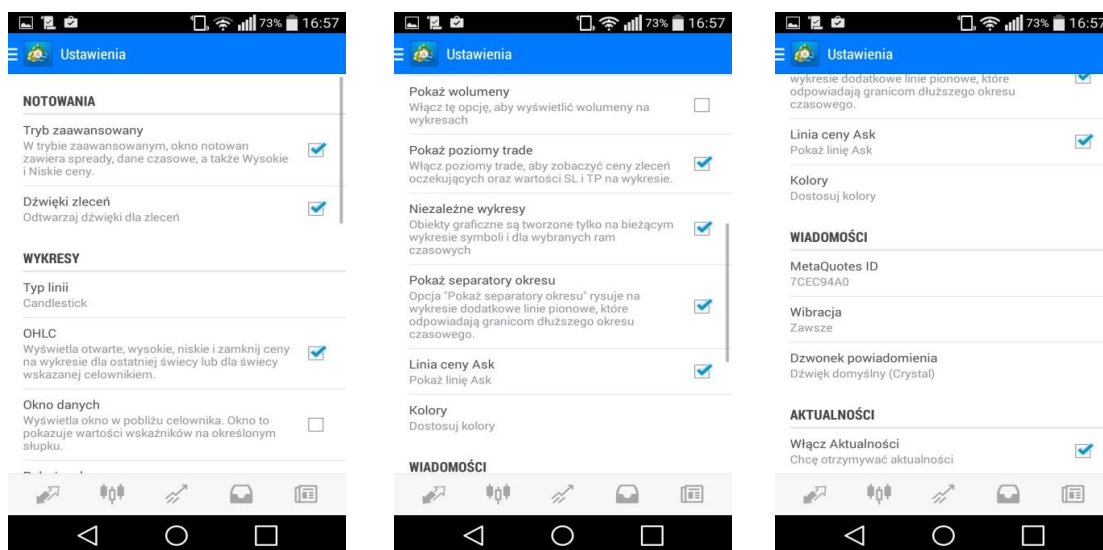 73% 16:57
Ustawienia
NOTOWANIA
Tryb zaawansowany
W trybie zaawansowanym, okno notowan
zawiera spready, dane czasowe, a także Wysokie
i Niskie ceny.
Dźwięki zleceń
Odtwarzaj dźwięki dla zleceń
WYKRESY
Typ linii
Candlestick
OHLC
Wyświetla otwarte, wysokie, niskie i zamknij ceny
na wykresie dla ostatniej świecy lub dla świecy
wskazanej celownikiem.
Okno danych
Wyświetla okno w pobliżu celownika. Okno to
pokazuje wartości wskaźników na określonym
słupku.
73% 16:57
Ustawienia
Pokaż wolumeny
Włącz tę opcję, aby wyświetlić wolumeny na
wykresach
Pokaż poziomy trade
Włącz poziomy trade, aby zobaczyć ceny zleceń
oczekujących oraz wartości SL i TP na wykresie.
Niezależne wykresy
Obiekty graficzne są tworzone tylko na bieżącym
wykresie symboli i dla wybranych ram
czasowych
Pokaż separatory okresu
Opcja "Pokaż separatory okresu" rysuje na
wykresie dodatkowe linie pionowe, które
odpowiadają granicom dłuższego okresu
czasowego.
Linia ceny Ask
Pokaż linię Ask
Kolory
Dostosuj kolory
WIADOMOŚCI
73% 16:57
Ustawienia
wykresie dodatkowe linie pionowe, które
odpowiadają granicom dłuższego okresu
czasowego.
Linia ceny Ask
Pokaż linię Ask
Kolory
Dostosuj kolory
WIADOMOŚCI
MetaQuotes ID
7CEC94A0
Wibracja
Zawsze
Dzwonek powiadomienia
Dźwięk domyślny (Crystal)
AKTUALNOŚCI
Włącz Aktualności
Chcę otrzymywać aktualności